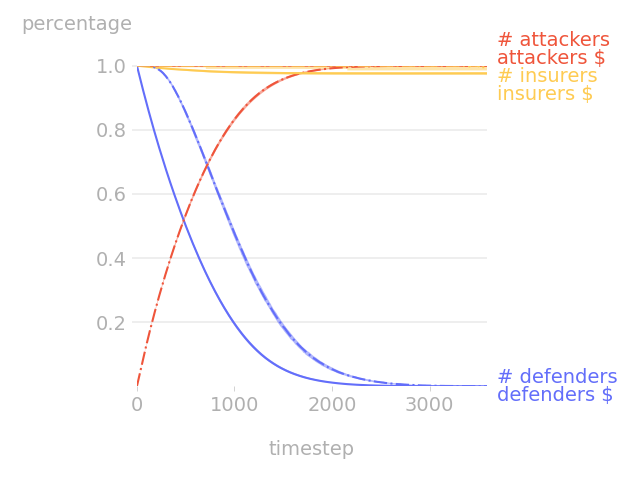 percentage
# attackers
attackers $
# insurers
insurers $
1.0
0.8
0.6
0.4
0.2
# defenders
defenders $
0
1000
2000
3000
timestep